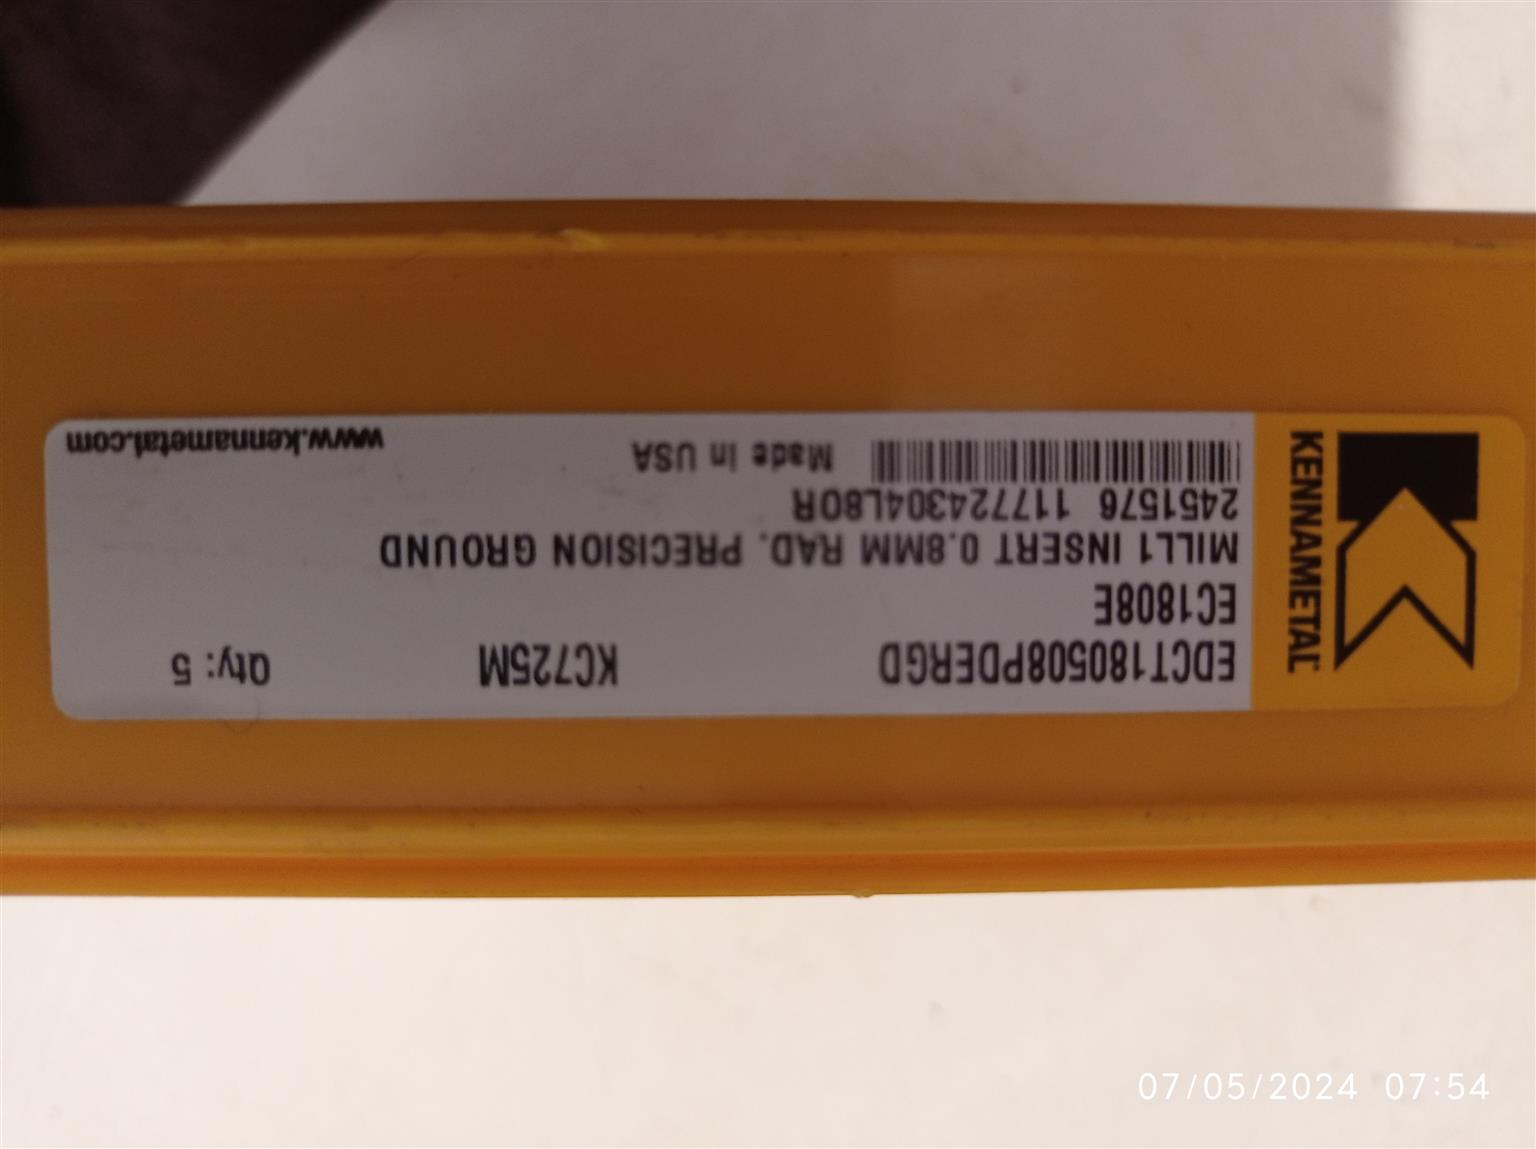 KENNAMETAL
EDCT180508PDERGD KC725M Qty: 5
EC1808E
MILL1 INSERT 0.8MM RAD. PRECISION GROUND
2451576 117724304L80R
Made in USA www.kennametal.com
07/05/2024 07:54